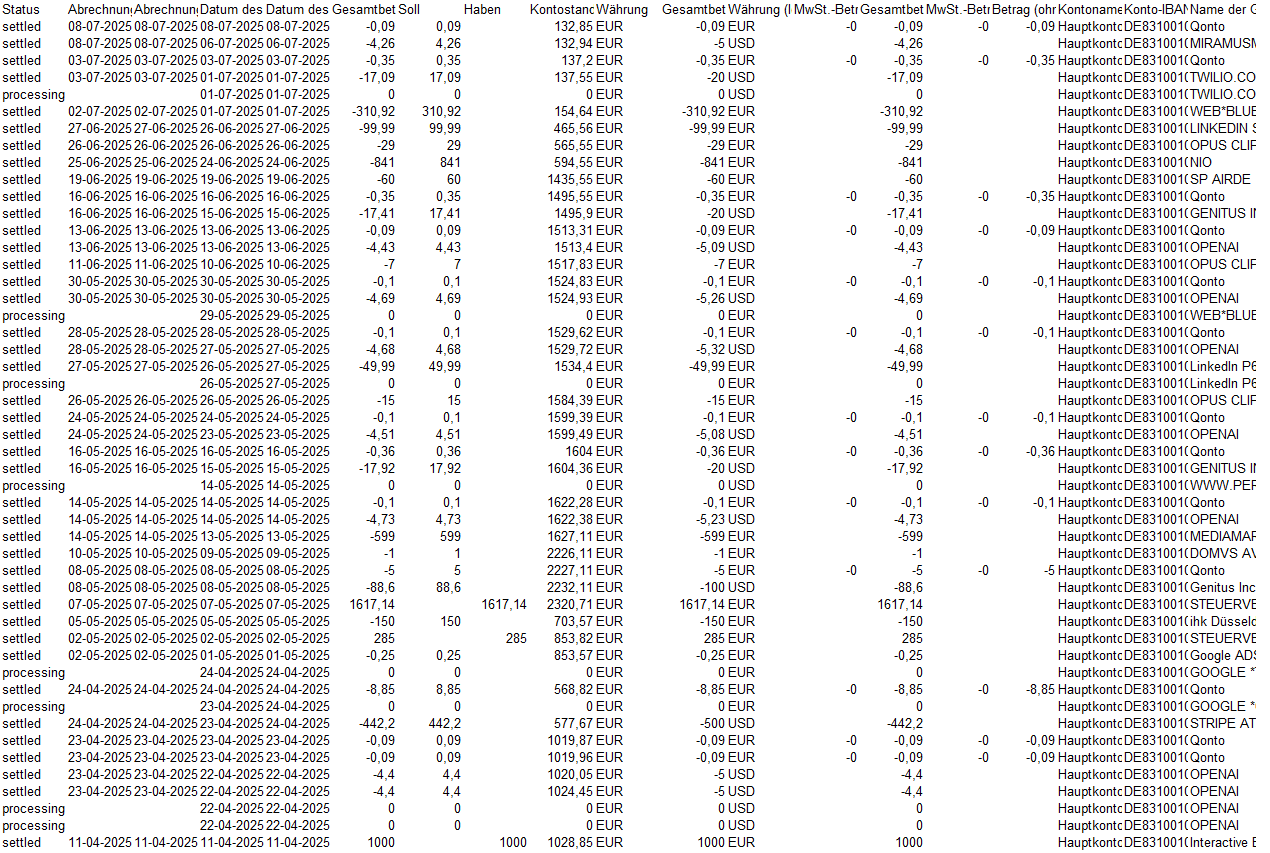 Status Abrechnung Abrechnung Datum des Datum des Gesamtbet Soll Haben Kontostand Währung Gesamtbet Währung (l MwSt.-Betr Gesamtbet MwSt.-Betr Betrag (ohr Kontoname Konto-IBAN Name der G
settled 08-07-2025 08-07-2025 08-07-2025 08-07-2025 -0,09 0,09 132,85 EUR -0,09 EUR -0 -0,09 -0 -0,09 Hauptkonto DE8310010 Qonto
settled 08-07-2025 08-07-2025 06-07-2025 06-07-2025 -4,26 4,26 132,94 EUR -5 USD -4,26 Hauptkonto DE8310010 MIRAMUSM
settled 03-07-2025 03-07-2025 03-07-2025 03-07-2025 -0,35 0,35 137,2 EUR -0,35 EUR -0 -0,35 -0 -0,35 Hauptkonto DE8310010 Qonto
settled 03-07-2025 03-07-2025 01-07-2025 01-07-2025 -17,09 17,09 137,55 EUR -20 USD -17,09 Hauptkonto DE8310010 TWILIO.CO
processing 01-07-2025 01-07-2025 0 0 0 EUR 0 USD 0 Hauptkonto DE8310010 TWILIO.CO
settled 02-07-2025 02-07-2025 01-07-2025 01-07-2025 -310,92 310,92 154,64 EUR -310,92 EUR -310,92 Hauptkonto DE8310010 WEB*BLUE
settled 27-06-2025 27-06-2025 26-06-2025 27-06-2025 -99,99 99,99 465,56 EUR -99,99 EUR -99,99 Hauptkonto DE8310010 LINKEDIN S
settled 26-06-2025 26-06-2025 26-06-2025 26-06-2025 -29 29 565,55 EUR -29 EUR -29 Hauptkonto DE8310010 OPUS CLIP
settled 25-06-2025 25-06-2025 24-06-2025 24-06-2025 -841 841 594,55 EUR -841 EUR -841 Hauptkonto DE8310010 NIO
settled 19-06-2025 19-06-2025 19-06-2025 19-06-2025 -60 60 1435,55 EUR -60 EUR -60 Hauptkonto DE8310010 SP AIRDE
settled 16-06-2025 16-06-2025 16-06-2025 16-06-2025 -0,35 0,35 1495,55 EUR -0,35 EUR -0 -0,35 -0 -0,35 Hauptkonto DE8310010 Qonto
settled 16-06-2025 16-06-2025 15-06-2025 15-06-2025 -17,41 17,41 1495,9 EUR -20 USD -17,41 Hauptkonto DE8310010 GENITUS IN
settled 13-06-2025 13-06-2025 13-06-2025 13-06-2025 -0,09 0,09 1513,31 EUR -0,09 EUR -0 -0,09 -0 -0,09 Hauptkonto DE8310010 Qonto
settled 13-06-2025 13-06-2025 13-06-2025 13-06-2025 -4,43 4,43 1513,4 EUR -5,09 USD -4,43 Hauptkonto DE8310010 OPENAI
settled 11-06-2025 11-06-2025 10-06-2025 10-06-2025 -7 7 1517,83 EUR -7 EUR -7 Hauptkonto DE8310010 OPUS CLIP
settled 30-05-2025 30-05-2025 30-05-2025 30-05-2025 -0,1 0,1 1524,83 EUR -0,1 EUR -0 -0,1 -0 -0,1 Hauptkonto DE8310010 Qonto
settled 30-05-2025 30-05-2025 30-05-2025 30-05-2025 -4,69 4,69 1524,93 EUR -5,26 USD -4,69 Hauptkonto DE8310010 OPENAI
processing 29-05-2025 29-05-2025 0 0 0 EUR 0 EUR 0 Hauptkonto DE8310010 WEB*BLUE
settled 28-05-2025 28-05-2025 28-05-2025 28-05-2025 -0,1 0,1 1529,62 EUR -0,1 EUR -0 -0,1 -0 -0,1 Hauptkonto DE8310010 Qonto
settled 28-05-2025 28-05-2025 27-05-2025 27-05-2025 -4,68 4,68 1529,72 EUR -5,32 USD -4,68 Hauptkonto DE8310010 OPENAI
settled 27-05-2025 27-05-2025 27-05-2025 27-05-2025 -49,99 49,99 1534,4 EUR -49,99 EUR -49,99 Hauptkonto DE8310010 LinkedIn P6
processing 26-05-2025 27-05-2025 0 0 0 EUR 0 EUR 0 Hauptkonto DE8310010 LinkedIn P6
settled 26-05-2025 26-05-2025 26-05-2025 26-05-2025 -15 15 1584,39 EUR -15 EUR -15 Hauptkonto DE8310010 OPUS CLIP
settled 24-05-2025 24-05-2025 24-05-2025 24-05-2025 -0,1 0,1 1599,39 EUR -0,1 EUR -0 -0,1 -0 -0,1 Hauptkonto DE8310010 Qonto
settled 24-05-2025 24-05-2025 23-05-2025 23-05-2025 -4,51 4,51 1599,49 EUR -5,08 USD -4,51 Hauptkonto DE8310010 OPENAI
settled 16-05-2025 16-05-2025 16-05-2025 16-05-2025 -0,36 0,36 1604 EUR -0,36 EUR -0 -0,36 -0 -0,36 Hauptkonto DE8310010 Qonto
settled 16-05-2025 16-05-2025 15-05-2025 15-05-2025 -17,92 17,92 1604,36 EUR -20 USD -17,92 Hauptkonto DE8310010 GENITUS IN
processing 14-05-2025 14-05-2025 0 0 0 EUR 0 USD 0 Hauptkonto DE8310010 WWW.PER
settled 14-05-2025 14-05-2025 14-05-2025 14-05-2025 -0,1 0,1 1622,28 EUR -0,1 EUR -0 -0,1 -0 -0,1 Hauptkonto DE8310010 Qonto
settled 14-05-2025 14-05-2025 14-05-2025 14-05-2025 -4,73 4,73 1622,38 EUR -5,23 USD -4,73 Hauptkonto DE8310010 OPENAI
settled 14-05-2025 14-05-2025 13-05-2025 13-05-2025 -599 599 1627,11 EUR -599 EUR -599 Hauptkonto DE8310010 MEDIAMAR
settled 10-05-2025 10-05-2025 09-05-2025 09-05-2025 -1 1 2226,11 EUR -1 EUR -1 Hauptkonto DE8310010 DOMVS AV
settled 08-05-2025 08-05-2025 08-05-2025 08-05-2025 -5 5 2227,11 EUR -5 EUR -0 -5 -0 -5 Hauptkonto DE8310010 Qonto
settled 08-05-2025 08-05-2025 08-05-2025 08-05-2025 -88,6 88,6 2232,11 EUR -100 USD -88,6 Hauptkonto DE8310010 Genitus Inc
settled 07-05-2025 07-05-2025 07-05-2025 07-05-2025 1617,14 1617,14 2320,71 EUR 1617,14 EUR 1617,14 Hauptkonto DE8310010 STEUERVE
settled 05-05-2025 05-05-2025 05-05-2025 05-05-2025 -150 150 703,57 EUR -150 EUR -150 Hauptkonto DE8310010 ihk Düssel
settled 02-05-2025 02-05-2025 02-05-2025 02-05-2025 285 285 853,82 EUR 285 EUR 285 Hauptkonto DE8310010 STEUERVE
settled 02-05-2025 02-05-2025 01-05-2025 01-05-2025 -0,25 0,25 853,57 EUR -0,25 EUR -0,25 Hauptkonto DE8310010 Google ADS
processing 24-04-2025 24-04-2025 0 0 0 EUR 0 EUR 0 Hauptkonto DE8310010 GOOGLE *
settled 24-04-2025 24-04-2025 24-04-2025 24-04-2025 -8,85 8,85 568,82 EUR -8,85 EUR -0 -8,85 -0 -8,85 Hauptkonto DE8310010 Qonto
processing 23-04-2025 24-04-2025 0 0 0 EUR 0 EUR 0 Hauptkonto DE8310010 GOOGLE *
settled 24-04-2025 24-04-2025 23-04-2025 24-04-2025 -442,2 442,2 577,67 EUR -500 USD -442,2 Hauptkonto DE8310010 STRIPE AT
settled 23-04-2025 23-04-2025 23-04-2025 23-04-2025 -0,09 0,09 1019,87 EUR -0,09 EUR -0 -0,09 -0 -0,09 Hauptkonto DE8310010 Qonto
settled 23-04-2025 23-04-2025 23-04-2025 23-04-2025 -0,09 0,09 1019,96 EUR -0,09 EUR -0 -0,09 -0 -0,09 Hauptkonto DE8310010 Qonto
settled 23-04-2025 23-04-2025 22-04-2025 22-04-2025 -4,4 4,4 1020,05 EUR -5 USD -4,4 Hauptkonto DE8310010 OPENAI
settled 23-04-2025 23-04-2025 22-04-2025 22-04-2025 -4,4 4,4 1024,45 EUR -5 USD -4,4 Hauptkonto DE8310010 OPENAI
processing 22-04-2025 22-04-2025 0 0 0 EUR 0 USD 0 Hauptkonto DE8310010 OPENAI
processing 22-04-2025 22-04-2025 0 0 0 EUR 0 USD 0 Hauptkonto DE8310010 OPENAI
settled 11-04-2025 11-04-2025 11-04-2025 11-04-2025 1000 1000 1028,85 EUR 1000 EUR 1000 Hauptkonto DE8310010 Interactive B